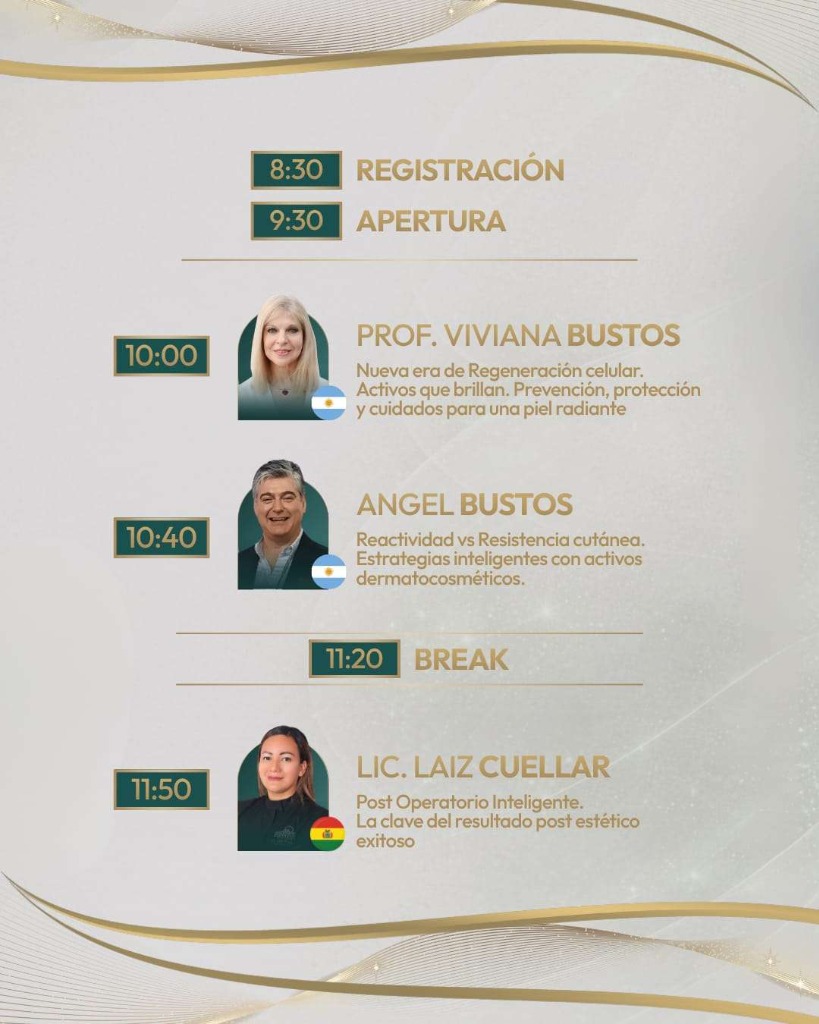 8:30 REGISTRACIÓN
9:30 APERTURA
10:00
PROF. VIVIANA BUSTOS
Nueva era de Regeneración celular.
Activos que brillan. Prevención, protección
y cuidados para una piel radiante
10:40
ANGEL BUSTOS
Reactividad vs Resistencia cutánea.
Estrategias inteligentes con activos
dermatocosméticos.
11:20 BREAK
11:50
LIC. LAIZ CUELLAR
Post Operatorio Inteligente.
La clave del resultado post estético
exitoso